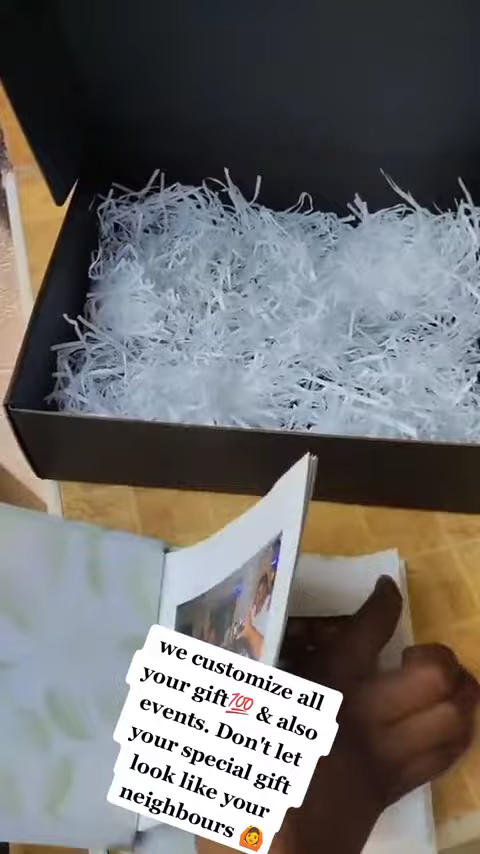 we customize all
your gift💯 & also
events. Don't let
your special gift
look like your
neighbours 🙆